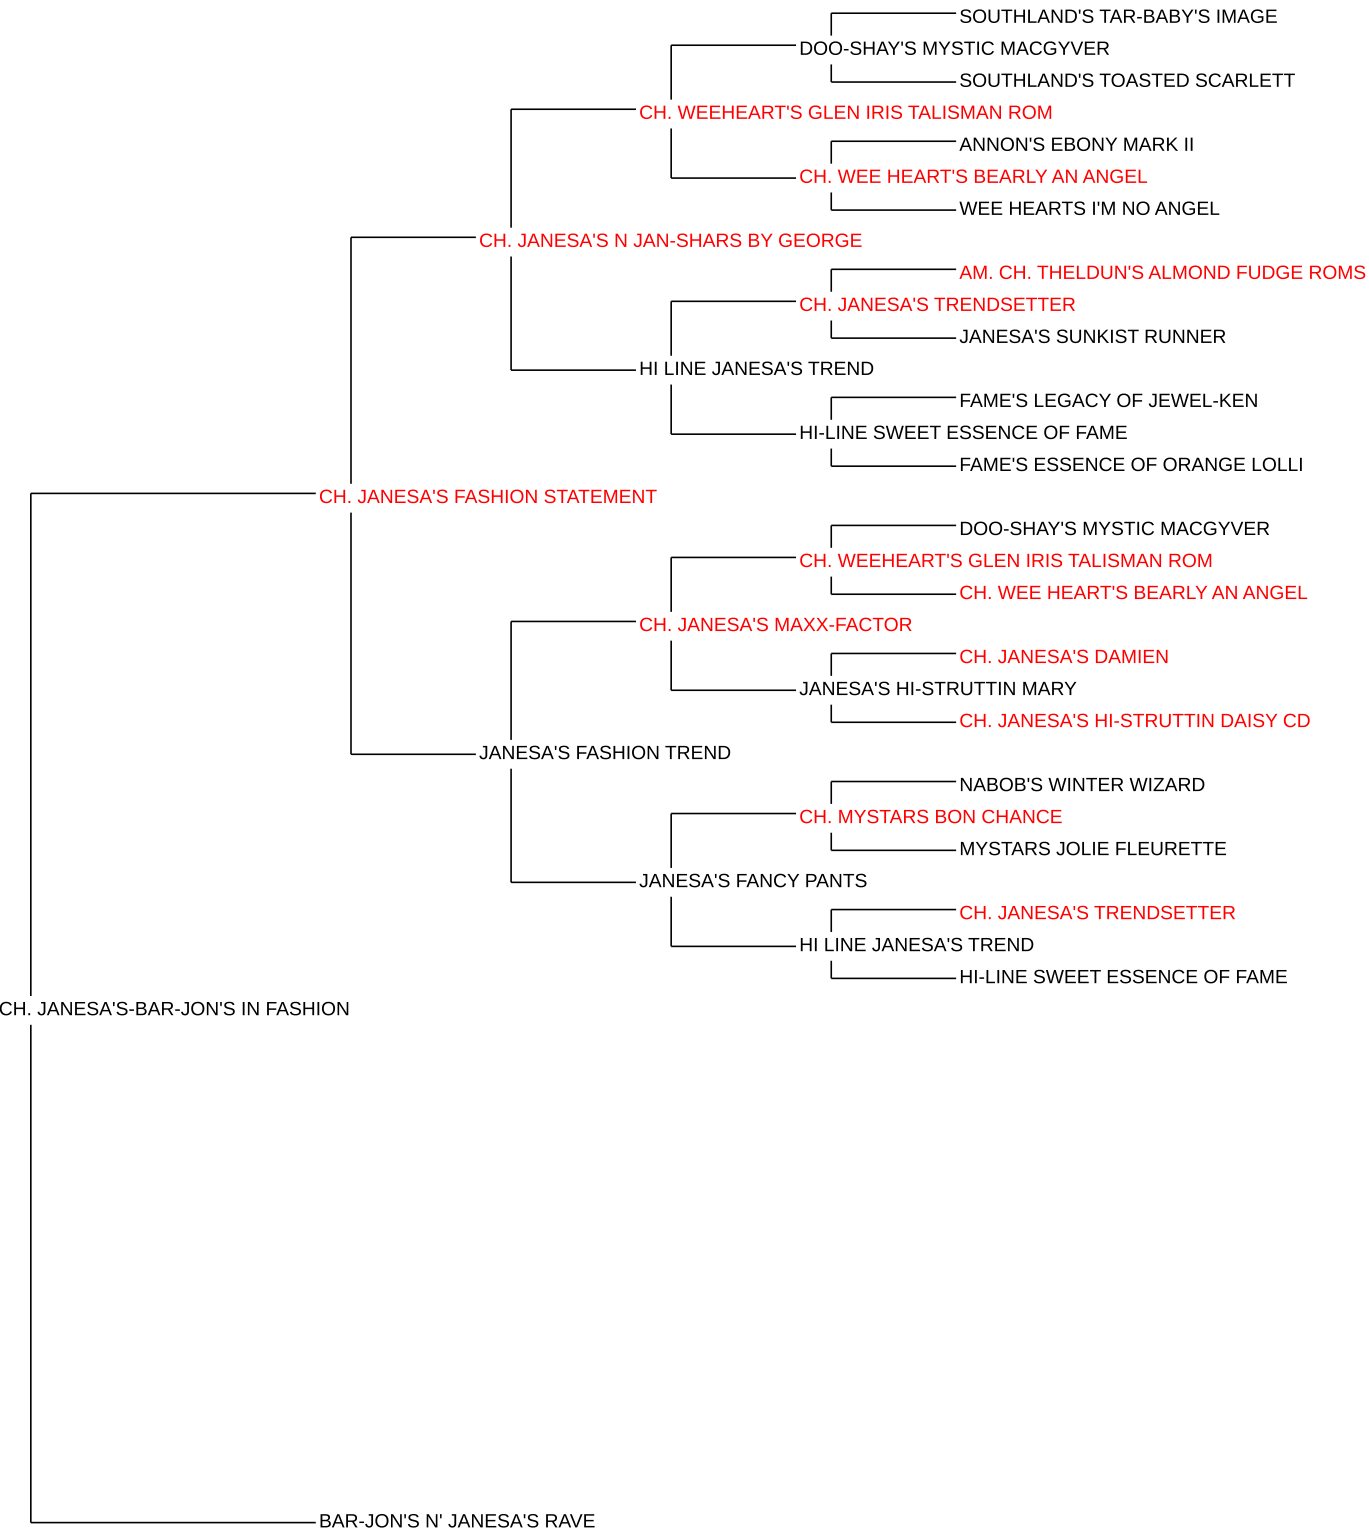 SOUTHLAND'S TAR-BABY'S IMAGE
DOO-SHAY'S MYSTIC MACGYVER
SOUTHLAND'S TOASTED SCARLETT
CH. WEEHEART'S GLEN IRIS TALISMAN ROM
ANNON'S EBONY MARK II
CH. WEE HEART'S BEARLY AN ANGEL
WEE HEARTS I'M NO ANGEL
CH. JANESA'S N JAN-SHARS BY GEORGE
AM. CH. THELDUN'S ALMOND FUDGE ROMS
CH. JANESA'S TRENDSETTER
JANESA'S SUNKIST RUNNER
HI LINE JANESA'S TREND
FAME'S LEGACY OF JEWEL-KEN
HI-LINE SWEET ESSENCE OF FAME
FAME'S ESSENCE OF ORANGE LOLLI
CH. JANESA'S FASHION STATEMENT
DOO-SHAY'S MYSTIC MACGYVER
CH. WEEHEART'S GLEN IRIS TALISMAN ROM
CH. WEE HEART'S BEARLY AN ANGEL
CH. JANESA'S MAXX-FACTOR
CH. JANESA'S DAMIEN
JANESA'S HI-STRUTTIN MARY
CH. JANESA'S HI-STRUTTIN DAISY CD
JANESA'S FASHION TREND
NABOB'S WINTER WIZARD
CH. MYSTARS BON CHANCE
MYSTARS JOLIE FLEURETTE
JANESA'S FANCY PANTS
CH. JANESA'S TRENDSETTER
HI LINE JANESA'S TREND
HI-LINE SWEET ESSENCE OF FAME
CH. JANESA'S-BAR-JON'S IN FASHION
BAR-JON'S N' JANESA'S RAVE